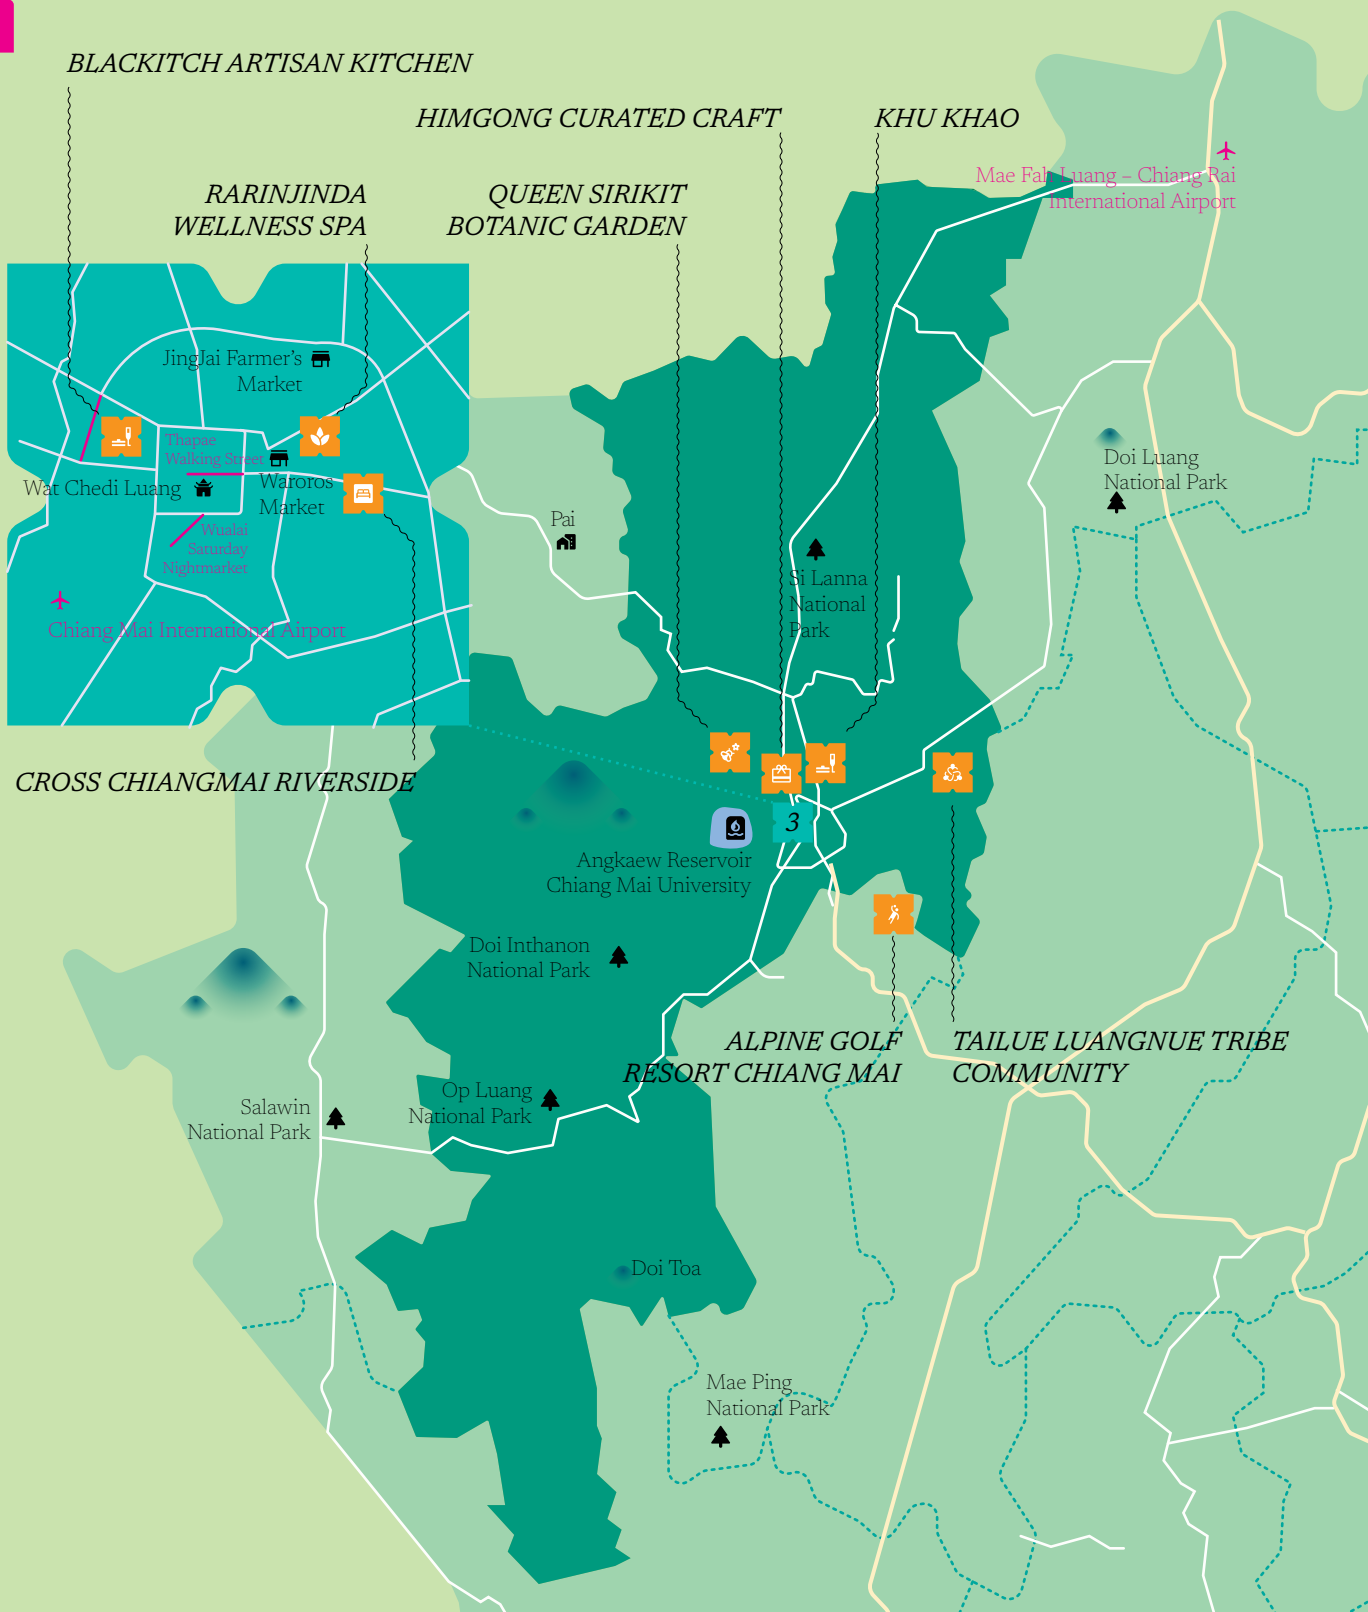 BLACKITCH ARTISAN KITCHEN
HIMGONG CURATED CRAFT
KHU KHAO
Mae Fah Luang – Chiang Rai
International Airport
RARINJINDA
WELLNESS SPA
QUEEN SIRIKIT
BOTANIC GARDEN
JingJai Farmer’s
Market
Thapae
Walking Street
Wat Chedi Luang
Waroros
Market
Wualai
Saturday
Nightmarket
Chiang Mai International Airport
Doi Luang
National Park
Pai
Si Lanna
National
Park
CROSS CHIANGMAI RIVERSIDE
3
Angkaew Reservoir
Chiang Mai University
Doi Inthanon
National Park
ALPINE GOLF
RESORT CHIANG MAI
TAILUE LUANGNUE TRIBE
COMMUNITY
Op Luang
National Park
Salawin
National Park
Doi Toa
Mae Ping
National Park